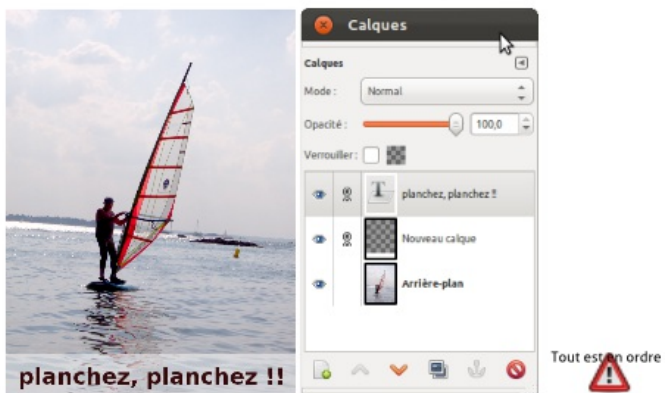 planchez, planchez !!
Calques
Calques
Mode :
Normal
Opacité :
100,0
Verrouiller :
planchez, planchez !!
Nouveau calque
Arrière-plan
Tout est en ordre